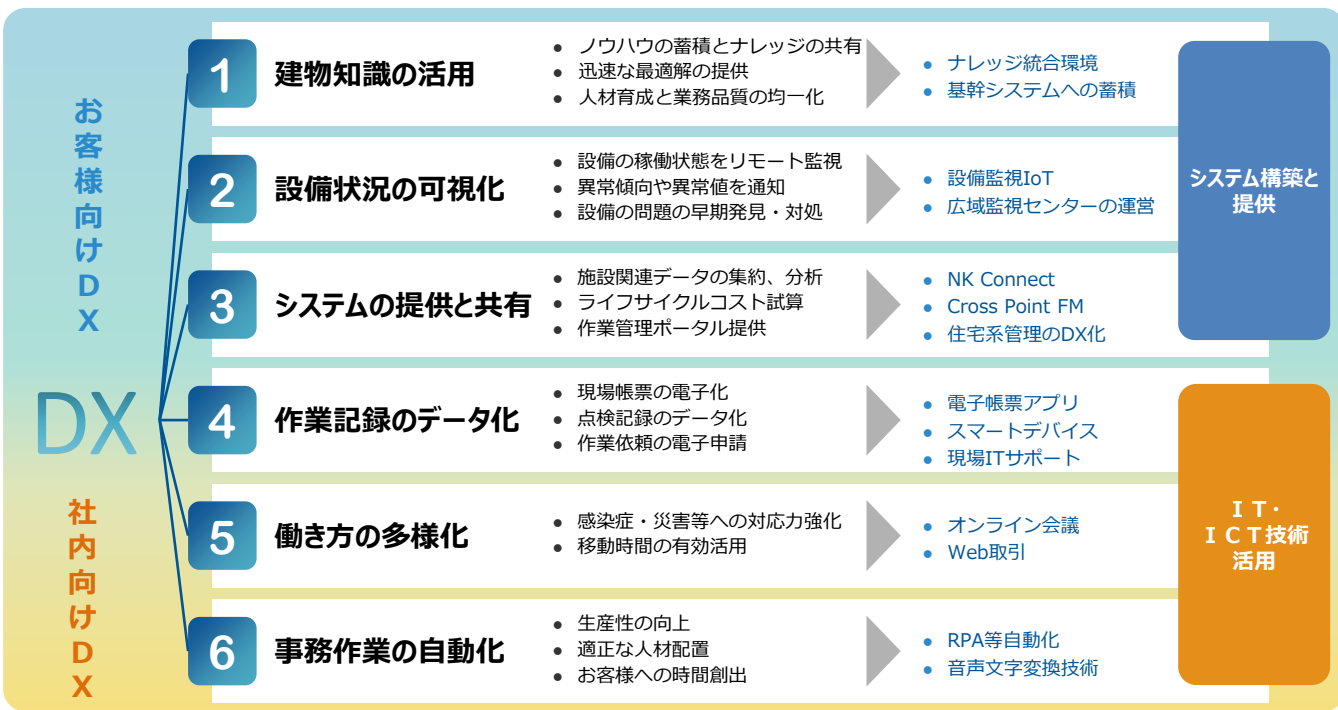 お客様向けDX
DX
社内向けDX
1
建物知識の活用
● ノウハウの蓄積とナレッジの共有
● 迅速な最適解の提供
● 人材育成と業務品質の均一化
● ナレッジ統合環境
● 基幹システムへの蓄積
2
設備状況の可視化
● 設備の稼働状態をリモート監視
● 異常傾向や異常値を通知
● 設備の問題の早期発見・対処
● 設備監視IoT
● 広域監視センターの運営
3
システムの提供と共有
● 施設関連データの集約、分析
● ライフサイクルコスト試算
● 作業管理ポータル提供
● NK Connect
● Cross Point FM
● 住宅系管理のDX化
システム構築と
提供
4
作業記録のデータ化
● 現場帳票の電子化
● 点検記録のデータ化
● 作業依頼の電子申請
● 電子帳票アプリ
● スマートデバイス
● 現場ITサポート
5
働き方の多様化
● 感染症・災害等への対応力強化
● 移動時間の有効活用
● オンライン会議
● Web取引
6
事務作業の自動化
● 生産性の向上
● 適正な人材配置
● お客様への時間創出
● RPA等自動化
● 音声文字変換技術
ＩＴ・
ＩＣＴ技術
活用